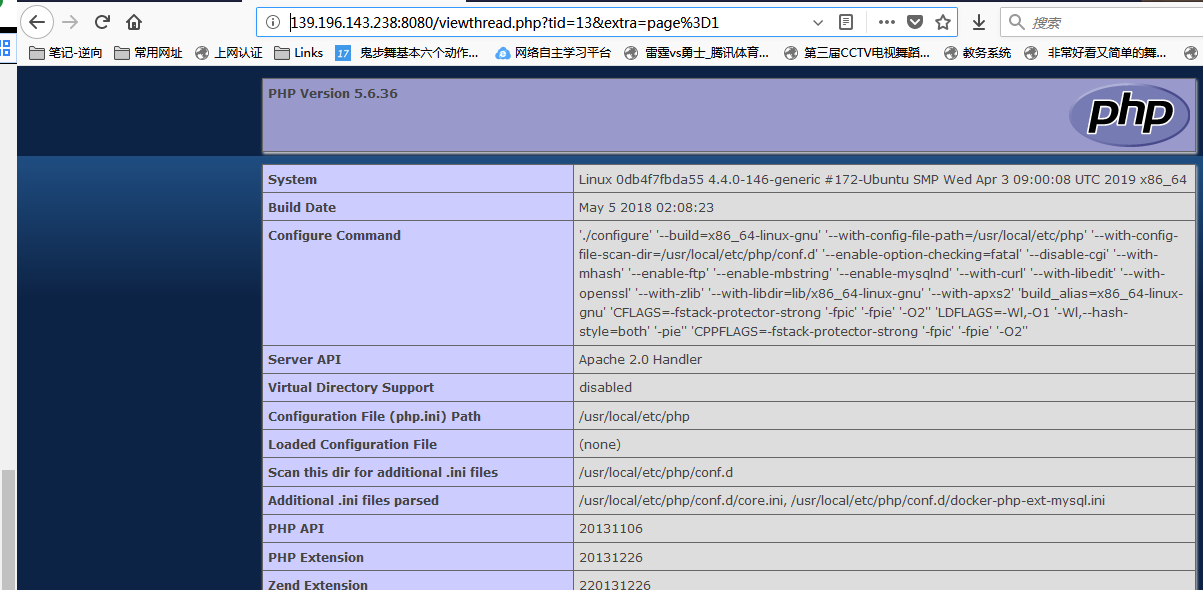 139.196.143.238:8080/viewthread.php?tid=13&extra=page%3D1
搜索
笔记-逆向 常用网址 上网认证 Links 17 鬼步舞基本六个动作... 网络自主学习平台 雷霆vs勇士_腾讯体育... 第三届CCTV电视舞蹈... 教务系统 非常好看又简单的舞...
PHP Version 5.6.36
php
System Linux 0db4f7fbda55 4.4.0-146-generic #172-Ubuntu SMP Wed Apr 3 09:00:08 UTC 2019 x86_64
Build Date May 5 2018 02:08:23
Configure Command './configure' '--build=x86_64-linux-gnu' '--with-config-file-path=/usr/local/etc/php' '--with-config-
file-scan-dir=/usr/local/etc/php/conf.d' '--enable-option-checking=fatal' '--disable-cgi' '--with-
mhash' '--enable-ftp' '--enable-mbstring' '--enable-mysqlnd' '--with-curl' '--with-libedit' '--with-
openssl' '--with-zlib' '--with-libdir=lib/x86_64-linux-gnu' '--with-apxs2' 'build_alias=x86_64-linux-
gnu' 'CFLAGS=-fstack-protector-strong '-fpic' '-fpie' '-O2'' 'LDFLAGS=-Wl,-O1 '-Wl,--hash-
style=both' '-pie'' 'CPPFLAGS=-fstack-protector-strong '-fpic' '-fpie' '-O2''
Server API Apache 2.0 Handler
Virtual Directory Support disabled
Configuration File (php.ini) Path /usr/local/etc/php
Loaded Configuration File (none)
Scan this dir for additional .ini files /usr/local/etc/php/conf.d
Additional .ini files parsed /usr/local/etc/php/conf.d/core.ini, /usr/local/etc/php/conf.d/docker-php-ext-mysql.ini
PHP API 20131106
PHP Extension 20131226
Zend Extension 220131226